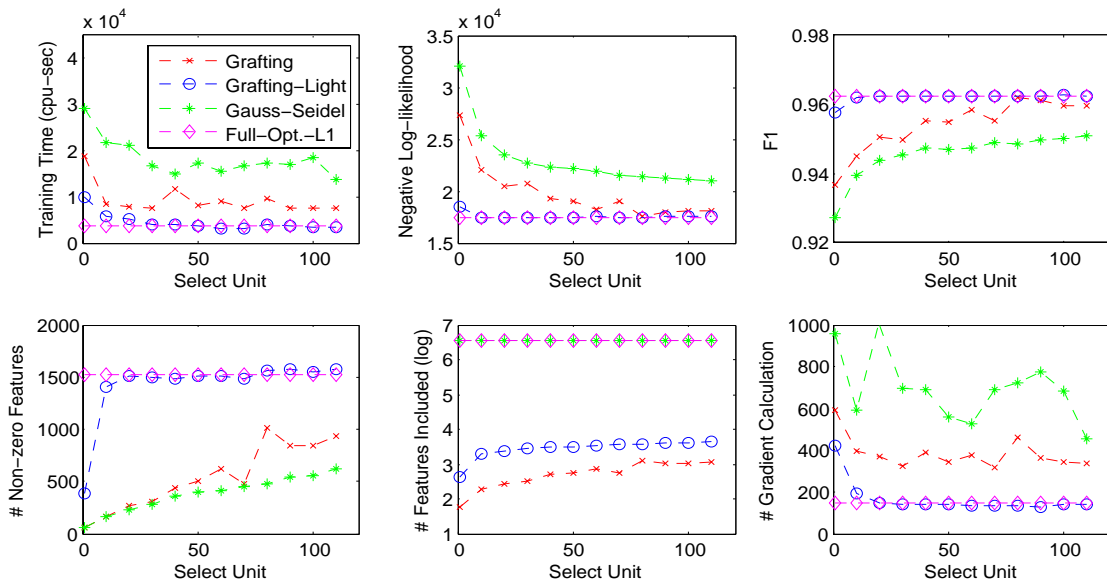 x 10^4
4
3
2
1
0
Training Time (cpu-sec)
0 50 100
Select Unit
Grafting
Grafting-Light
Gauss-Seidel
Full-Opt.-L1
x 10^4
3.5
3
2.5
2
1.5
Negative Log-likelihood
0 50 100
Select Unit
0.98
0.96
0.94
0.92
F1
0 50 100
Select Unit
2000
1500
1000
500
0
# Non-zero Features
0 50 100
Select Unit
7
6
5
4
3
2
1
# Features Included (log)
0 50 100
Select Unit
1000
800
600
400
200
0
# Gradient Calculation
0 50 100
Select Unit